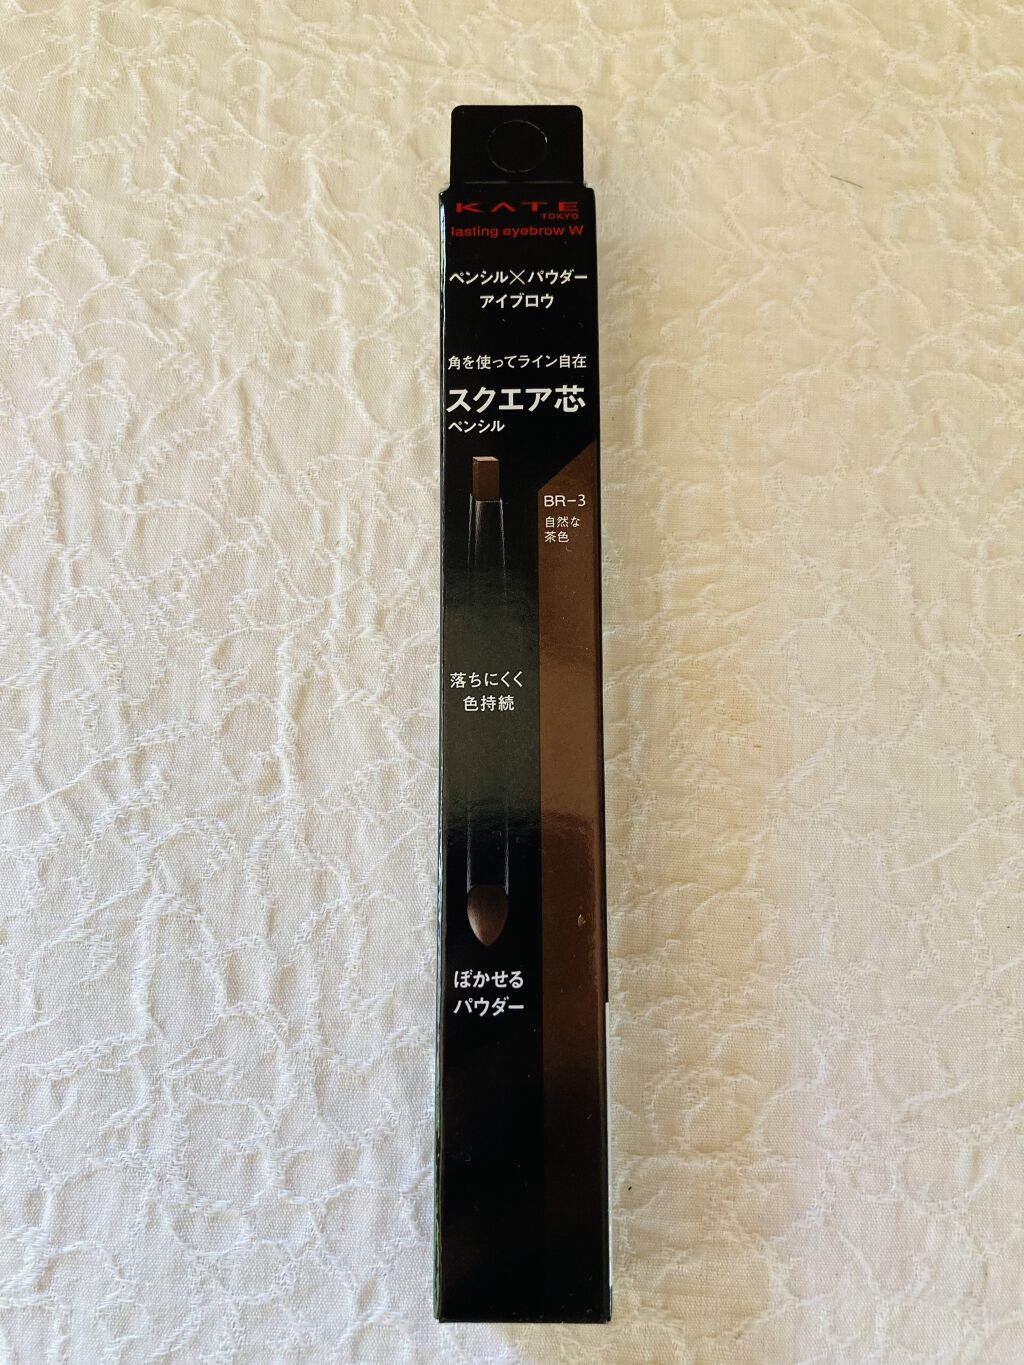 KATE
TOKYO
lasting eyebrow W
ペンシル×パウダー
アイブロウ
角を使ってライン自在
スクエア芯
ペンシル
BR-3
自然な
茶色
落ちにくく
色持続
ぼかせる
パウダー